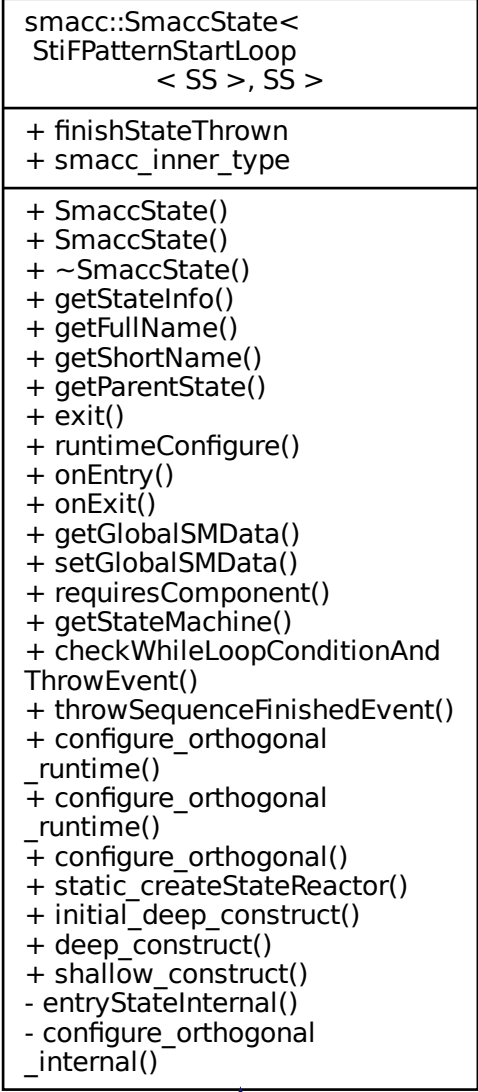 smacc::SmaccState<
StiFPatternStartLoop
< SS >, SS >
+ finishStateThrown
+ smacc_inner_type
+ SmaccState()
+ SmaccState()
+ ~SmaccState()
+ getStateInfo()
+ getFullName()
+ getShortName()
+ getParentState()
+ exit()
+ runtimeConfigure()
+ onEntry()
+ onExit()
+ getGlobalSMData()
+ setGlobalSMData()
+ requiresComponent()
+ getStateMachine()
+ checkWhileLoopConditionAnd
ThrowEvent()
+ throwSequenceFinishedEvent()
+ configure_orthogonal
_runtime()
+ configure_orthogonal
_runtime()
+ configure_orthogonal()
+ static_createStateReactor()
+ initial_deep_construct()
+ deep_construct()
+ shallow_construct()
- entryStateInternal()
- configure_orthogonal
_internal()